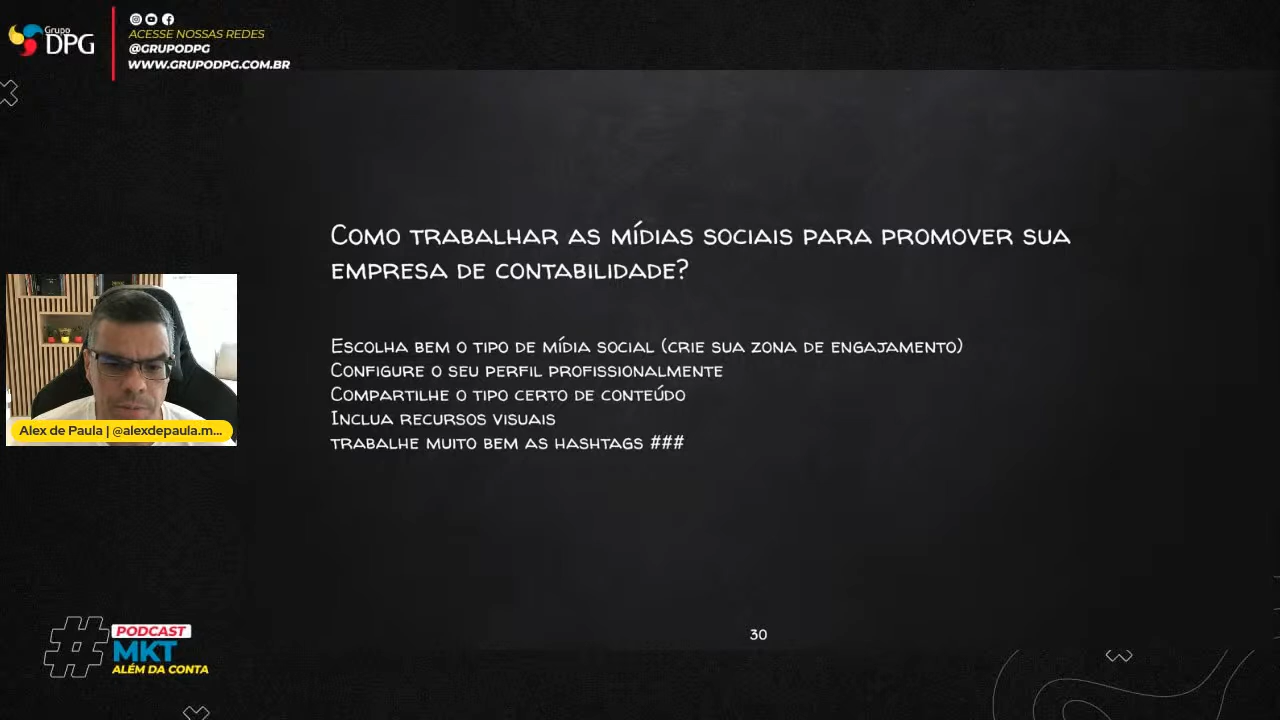 Grupo
DPG
ACESSE NOSSAS REDES
@GRUPODPG
WWW.GRUPODPG.COM.BR
COMO TRABALHAR AS MÍDIAS SOCIAIS PARA PROMOVER SUA
EMPRESA DE CONTABILIDADE?
ESCOLHA BEM O TIPO DE MÍDIA SOCIAL (CRIE SUA ZONA DE ENGAJAMENTO)
CONFIGURE O SEU PERFIL PROFISSIONALMENTE
COMPARTILHE O TIPO CERTO DE CONTEÚDO
INCLUA RECURSOS VISUAIS
TRABALHE MUITO BEM AS HASHTAGS ###
Alex de Paula | @alexdepaula.m...
30
#
PODCAST
MKT
ALÉM DA CONTA